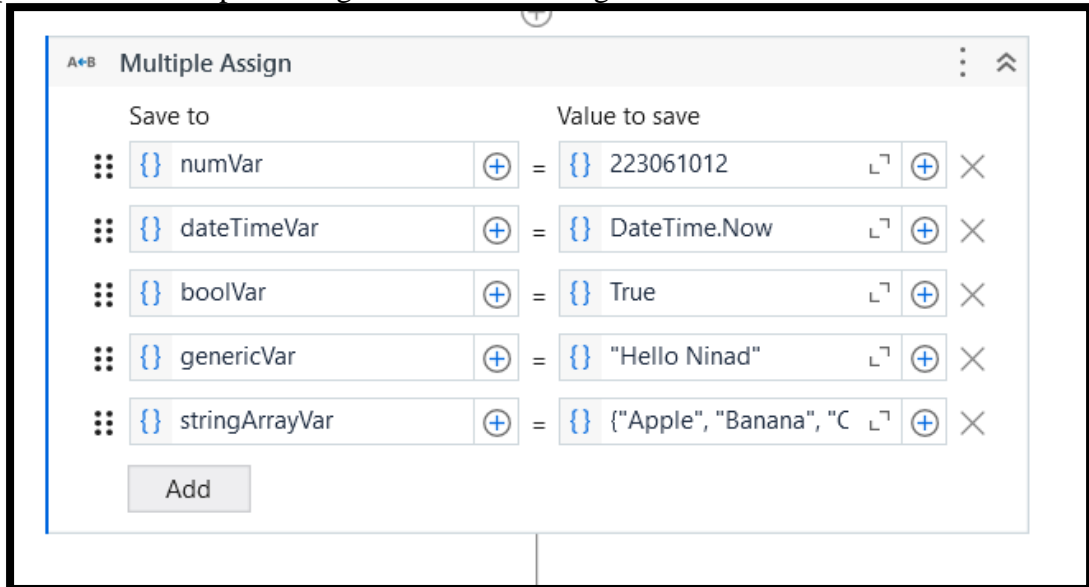 A←B Multiple Assign
Save to Value to save
{} numVar = {} 223061012
{} dateTimeVar = {} DateTime.Now
{} boolVar = {} True
{} genericVar = {} "Hello Ninad"
{} stringArrayVar = {} {"Apple", "Banana", "C
Add